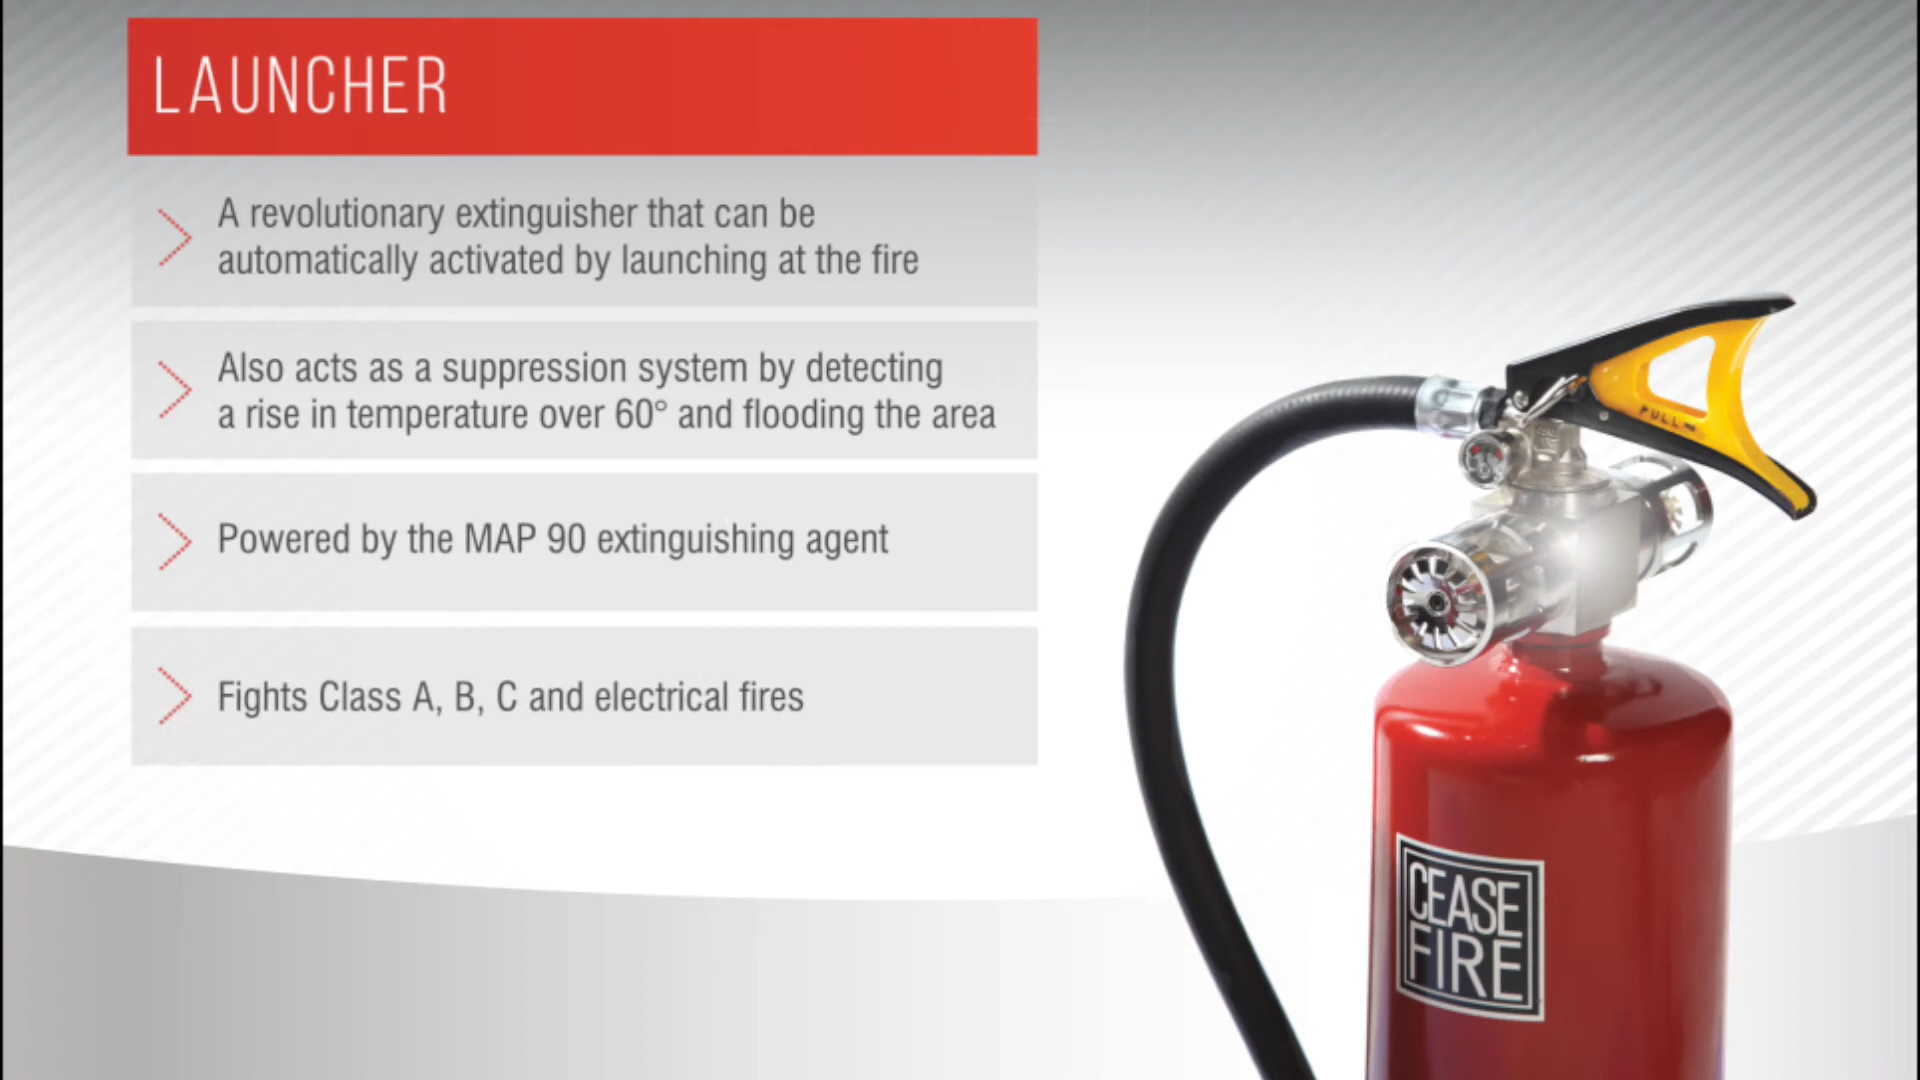 LAUNCHER
A revolutionary extinguisher that can be
automatically activated by launching at the fire
Also acts as a suppression system by detecting
a rise in temperature over 60° and flooding the area
Powered by the MAP 90 extinguishing agent
Fights Class A, B, C and electrical fires
PULL
CEASE
FIRE